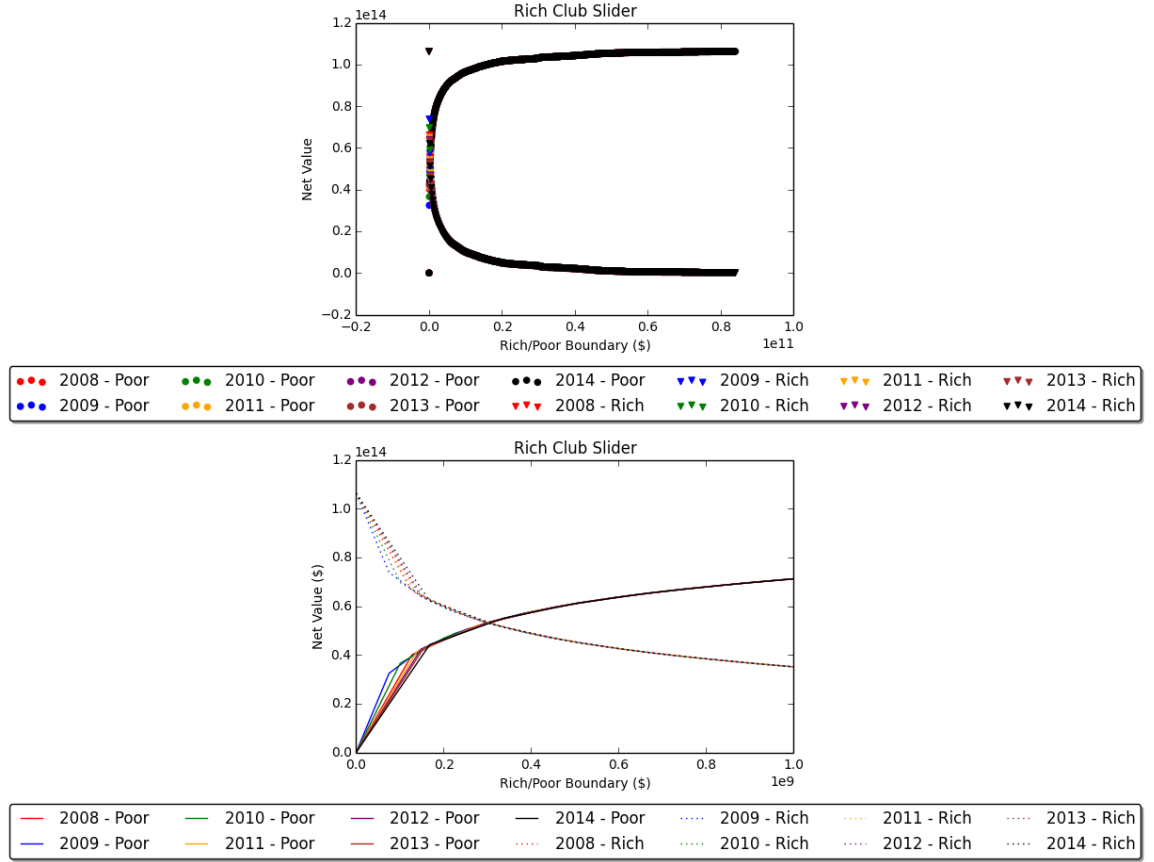 Rich Club Slider
1e14
1.2
1.0
0.8
0.6
0.4
0.2
0.0
−0.2
Net Value
−0.2 0.0 0.2 0.4 0.6 0.8 1.0
Rich/Poor Boundary ($)
1e11
2008 - Poor 2010 - Poor 2012 - Poor 2014 - Poor 2009 - Rich 2011 - Rich 2013 - Rich
2009 - Poor 2011 - Poor 2013 - Poor 2008 - Rich 2010 - Rich 2012 - Rich 2014 - Rich
Rich Club Slider
1e14
1.2
1.0
0.8
0.6
0.4
0.2
0.0
Net Value ($)
0.0 0.2 0.4 0.6 0.8 1.0
Rich/Poor Boundary ($)
1e9
2008 - Poor 2010 - Poor 2012 - Poor 2014 - Poor 2009 - Rich 2011 - Rich 2013 - Rich
2009 - Poor 2011 - Poor 2013 - Poor 2008 - Rich 2010 - Rich 2012 - Rich 2014 - Rich